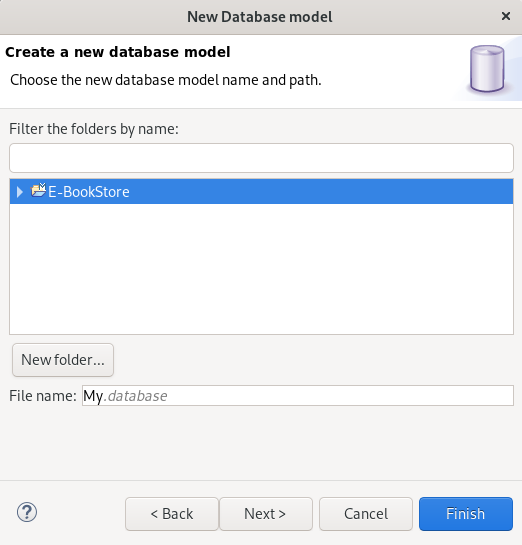 New Database model
Create a new database model
Choose the new database model name and path.
Filter the folders by name:
E-BookStore
New folder...
File name: My.database
? < Back Next > Cancel Finish